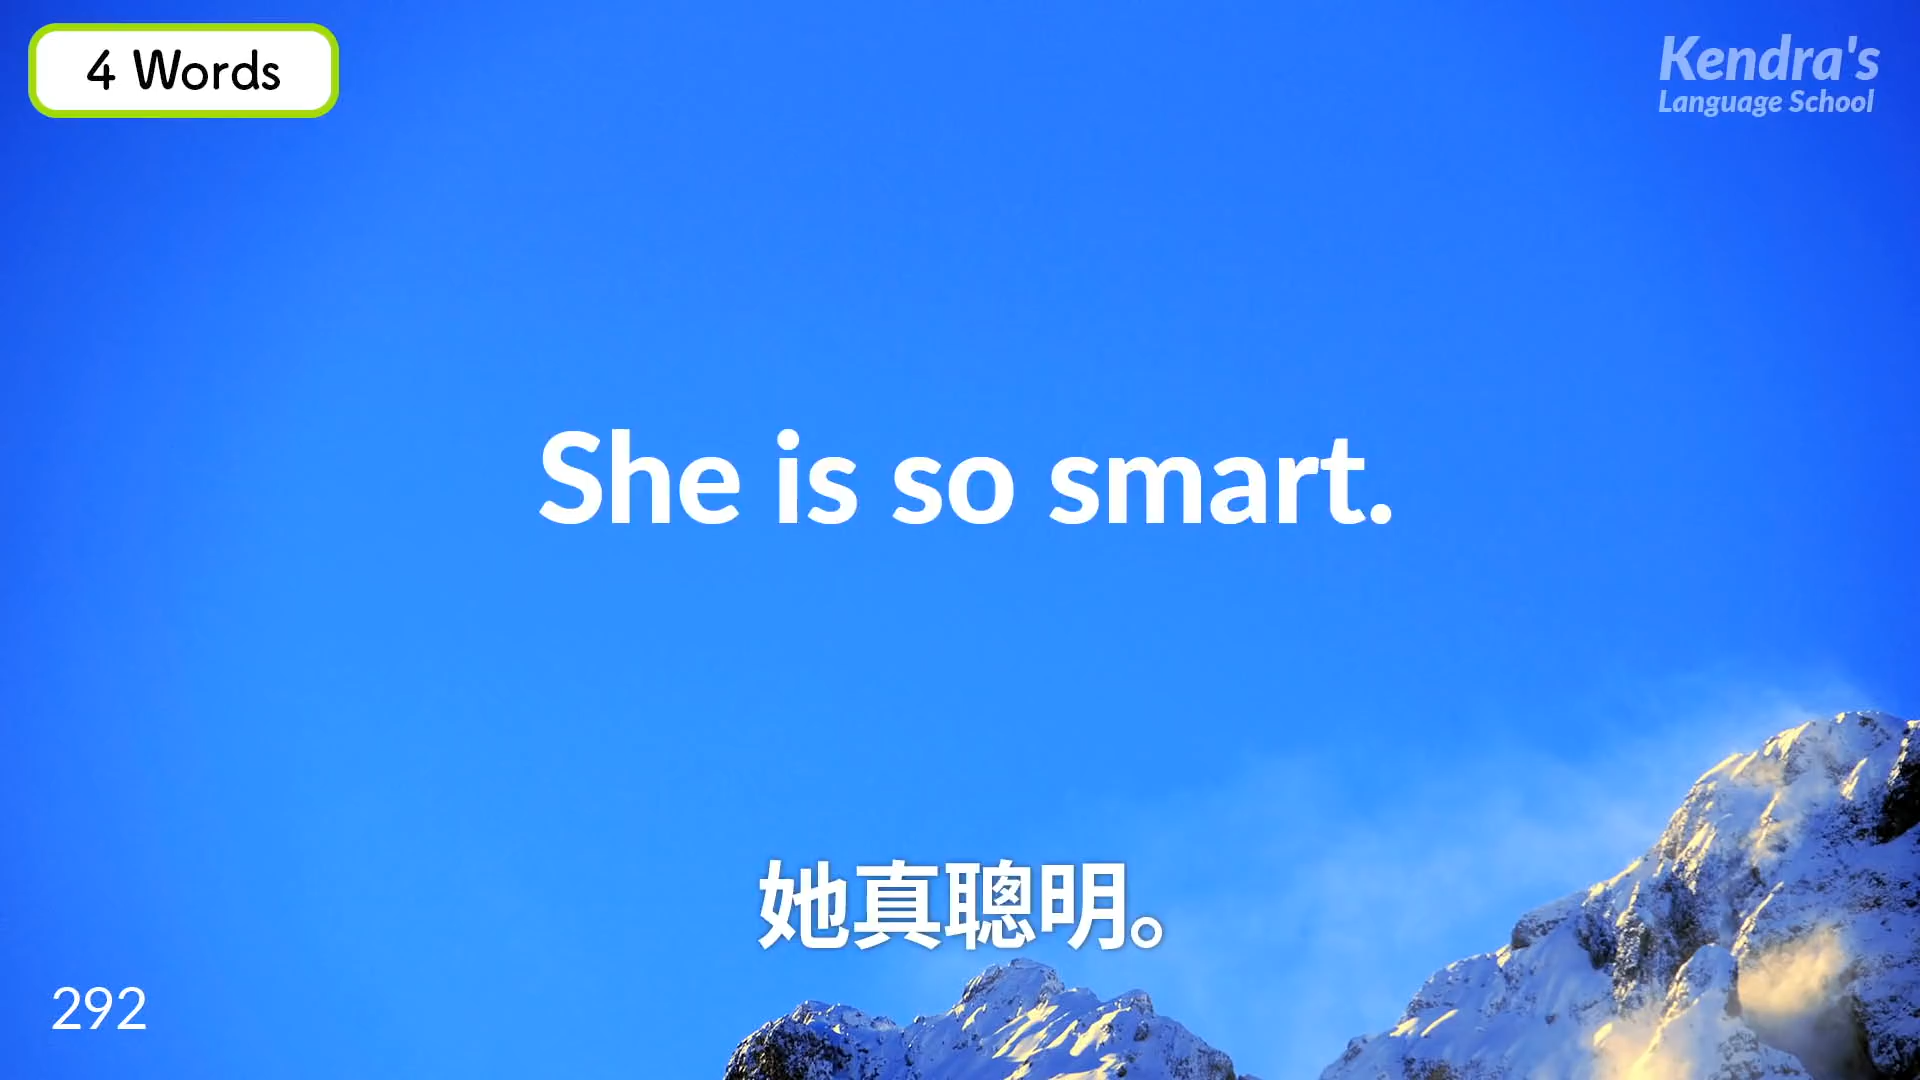 4 Words
Kendra's
Language School
She is so smart.
她真聰明。
292